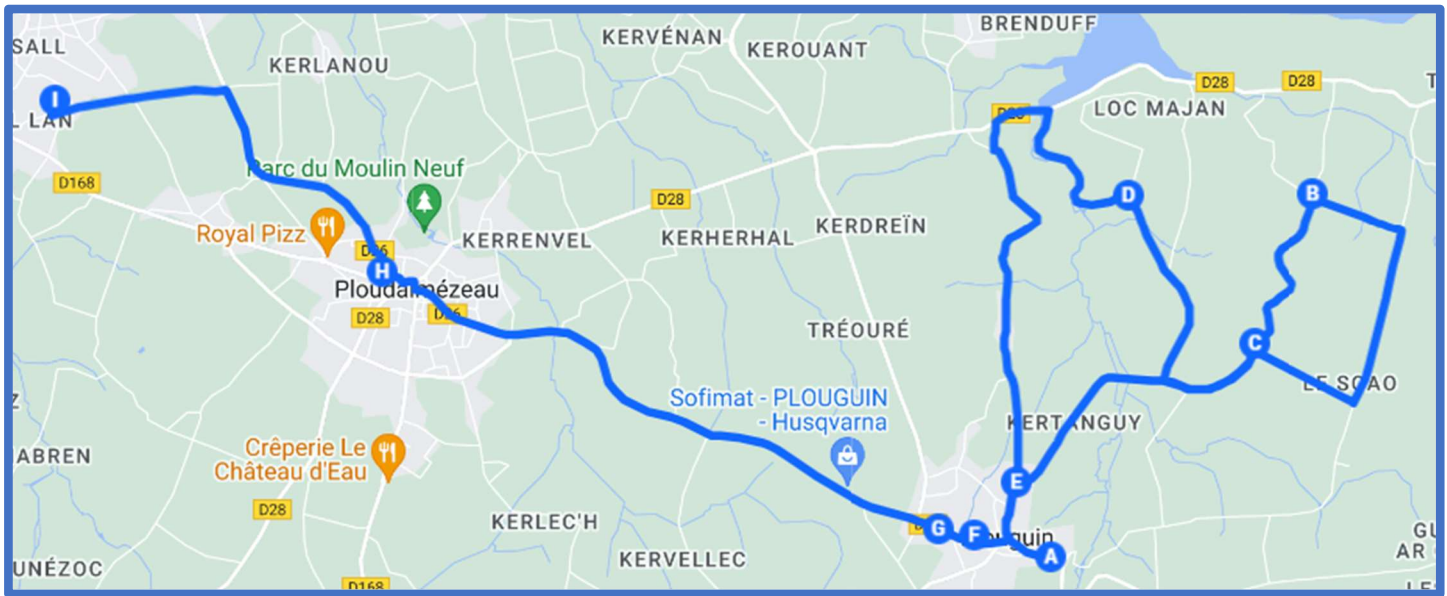 BRENDUFF
KERVÉNAN
KEROUANT
SALL
KERLANOU
D28
D28
I
L LAN
LOC MAJAN
Parc du Moulin Neuf
D168
D
B
D28
Royal Pizz
KERDREÏN
KERRENVEL
KERHERHAL
H
Ploudalmézeau
D28
TRÉOURÉ
C
LE SCAO
Sofimat - PLOUGUIN
- Husqvarna
KERTANGUY
Crêperie Le
Château d'Eau
ABREN
E
D28
KERLEC'H
G
F
A
KERVELLEC
AR
UNÉZOC
D168